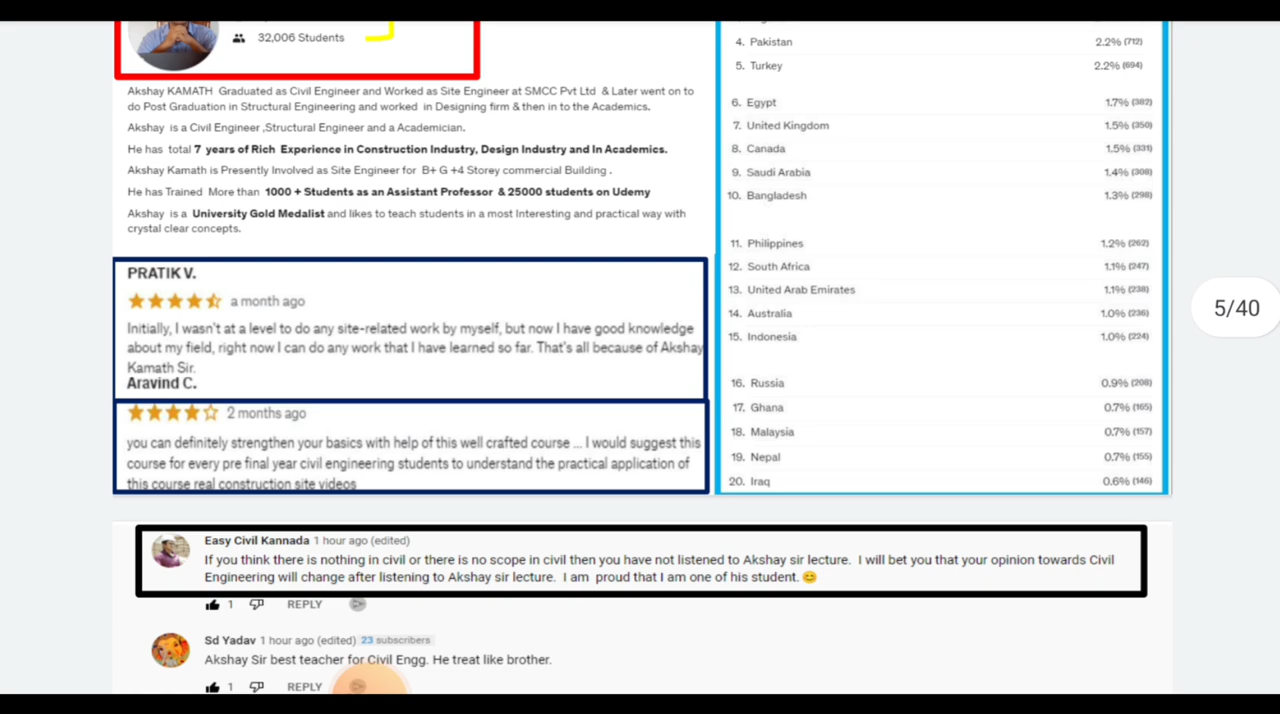 32,006 Students
Akshay KAMATH Graduated as Civil Engineer and Worked as Site Engineer at SMCC Pvt Ltd & Later went on to
do Post Graduation in Structural Engineering and worked in Designing firm & then in to the Academics.
Akshay is a Civil Engineer ,Structural Engineer and a Academician.
He has total 7 years of Rich Experience in Construction Industry, Design Industry and In Academics.
Akshay Kamath is Presently Involved as Site Engineer for B+ G +4 Storey commercial Building .
He has Trained More than 1000 + Students as an Assistant Professor & 25000 students on Udemy
Akshay is a University Gold Medalist and likes to teach students in a most Interesting and practical way with
crystal clear concepts.
PRATIK V.
a month ago
Initially, I wasn't at a level to do any site-related work by myself, but now I have good knowledge
about my field, right now I can do any work that I have learned so far. That's all because of Akshay
Kamath Sir.
Aravind C.
2 months ago
you can definitely strengthen your basics with help of this well crafted course ... I would suggest this
course for every pre final year civil engineering students to understand the practical application of
this course real construction site videos
4. Pakistan 2.2% (712)
5. Turkey 2.2% (694)
6. Egypt 1.7% (382)
7. United Kingdom 1.5% (350)
8. Canada 1.5% (331)
9. Saudi Arabia 1.4% (308)
10. Bangladesh 1.3% (298)
11. Philippines 1.2% (262)
12. South Africa 1.1% (247)
13. United Arab Emirates 1.1% (238)
14. Australia 1.0% (236)
15. Indonesia 1.0% (224)
16. Russia 0.9% (208)
17. Ghana 0.7% (165)
18. Malaysia 0.7% (157)
19. Nepal 0.7% (155)
20. Iraq 0.6% (146)
5/40
Easy Civil Kannada 1 hour ago (edited)
If you think there is nothing in civil or there is no scope in civil then you have not listened to Akshay sir lecture. I will bet you that your opinion towards Civil
Engineering will change after listening to Akshay sir lecture. I am proud that I am one of his student. 😊
1 REPLY
Sd Yadav 1 hour ago (edited) 23 subscribers
Akshay Sir best teacher for Civil Engg. He treat like brother.
1 REPLY